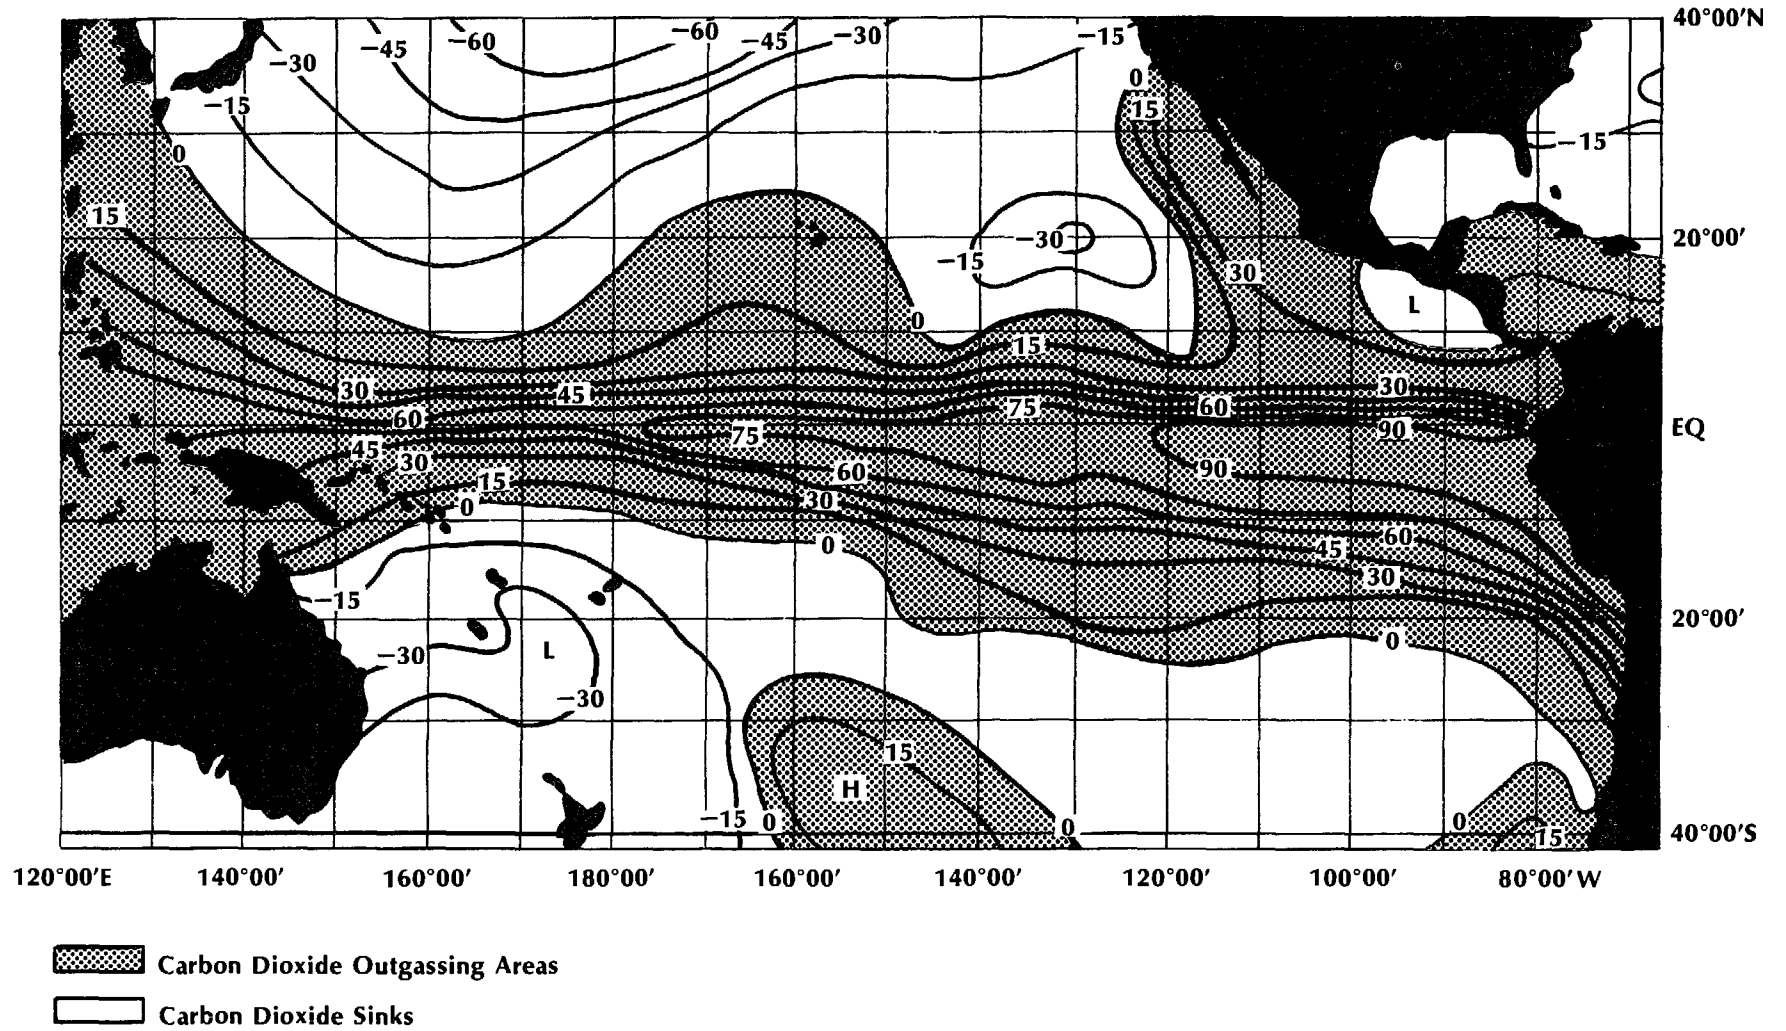 −60 −60 −15 40°00′N
−45 −45 −30
−30
0
−15 15
−15
0
15 20°00′
−30
−15 30
L
0
15
30 45 30
60 75 60
75 90 EQ
45
30 60 90
15 30
0
60
0 45
30
−15
20°00′
L 0
−30
−30
15
H
−15 0 0 0 15 40°00′S
120°00′E 140°00′ 160°00′ 180°00′ 160°00′ 140°00′ 120°00′ 100°00′ 80°00′W
Carbon Dioxide Outgassing Areas
Carbon Dioxide Sinks